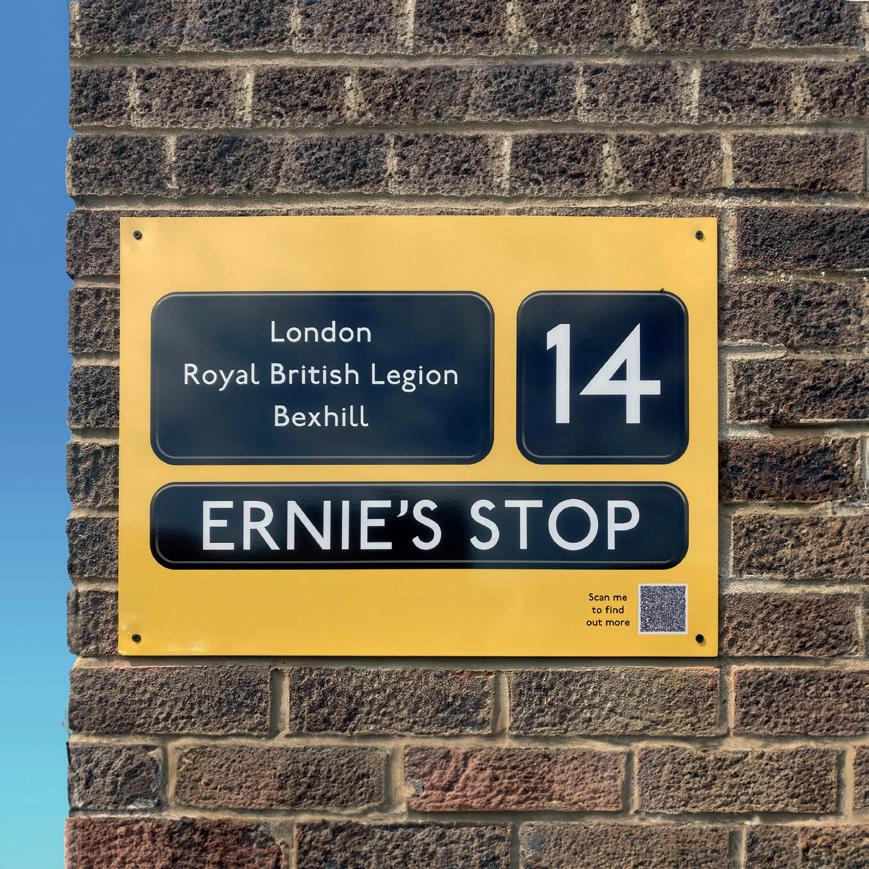 London
Royal British Legion
Bexhill
14
ERNIE'S STOP
Scan me
to find
out more